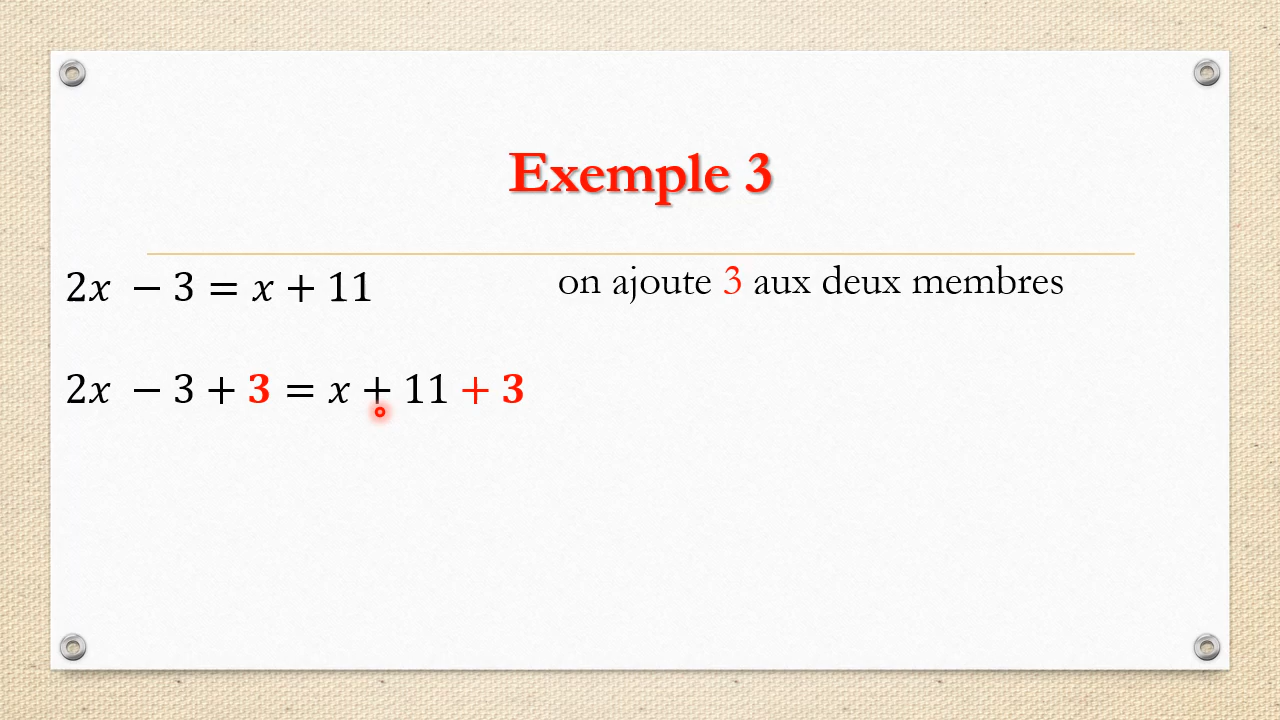 Exemple 3
2x − 3 = x + 11
on ajoute 3 aux deux membres
2x − 3 + 3 = x + 11 + 3